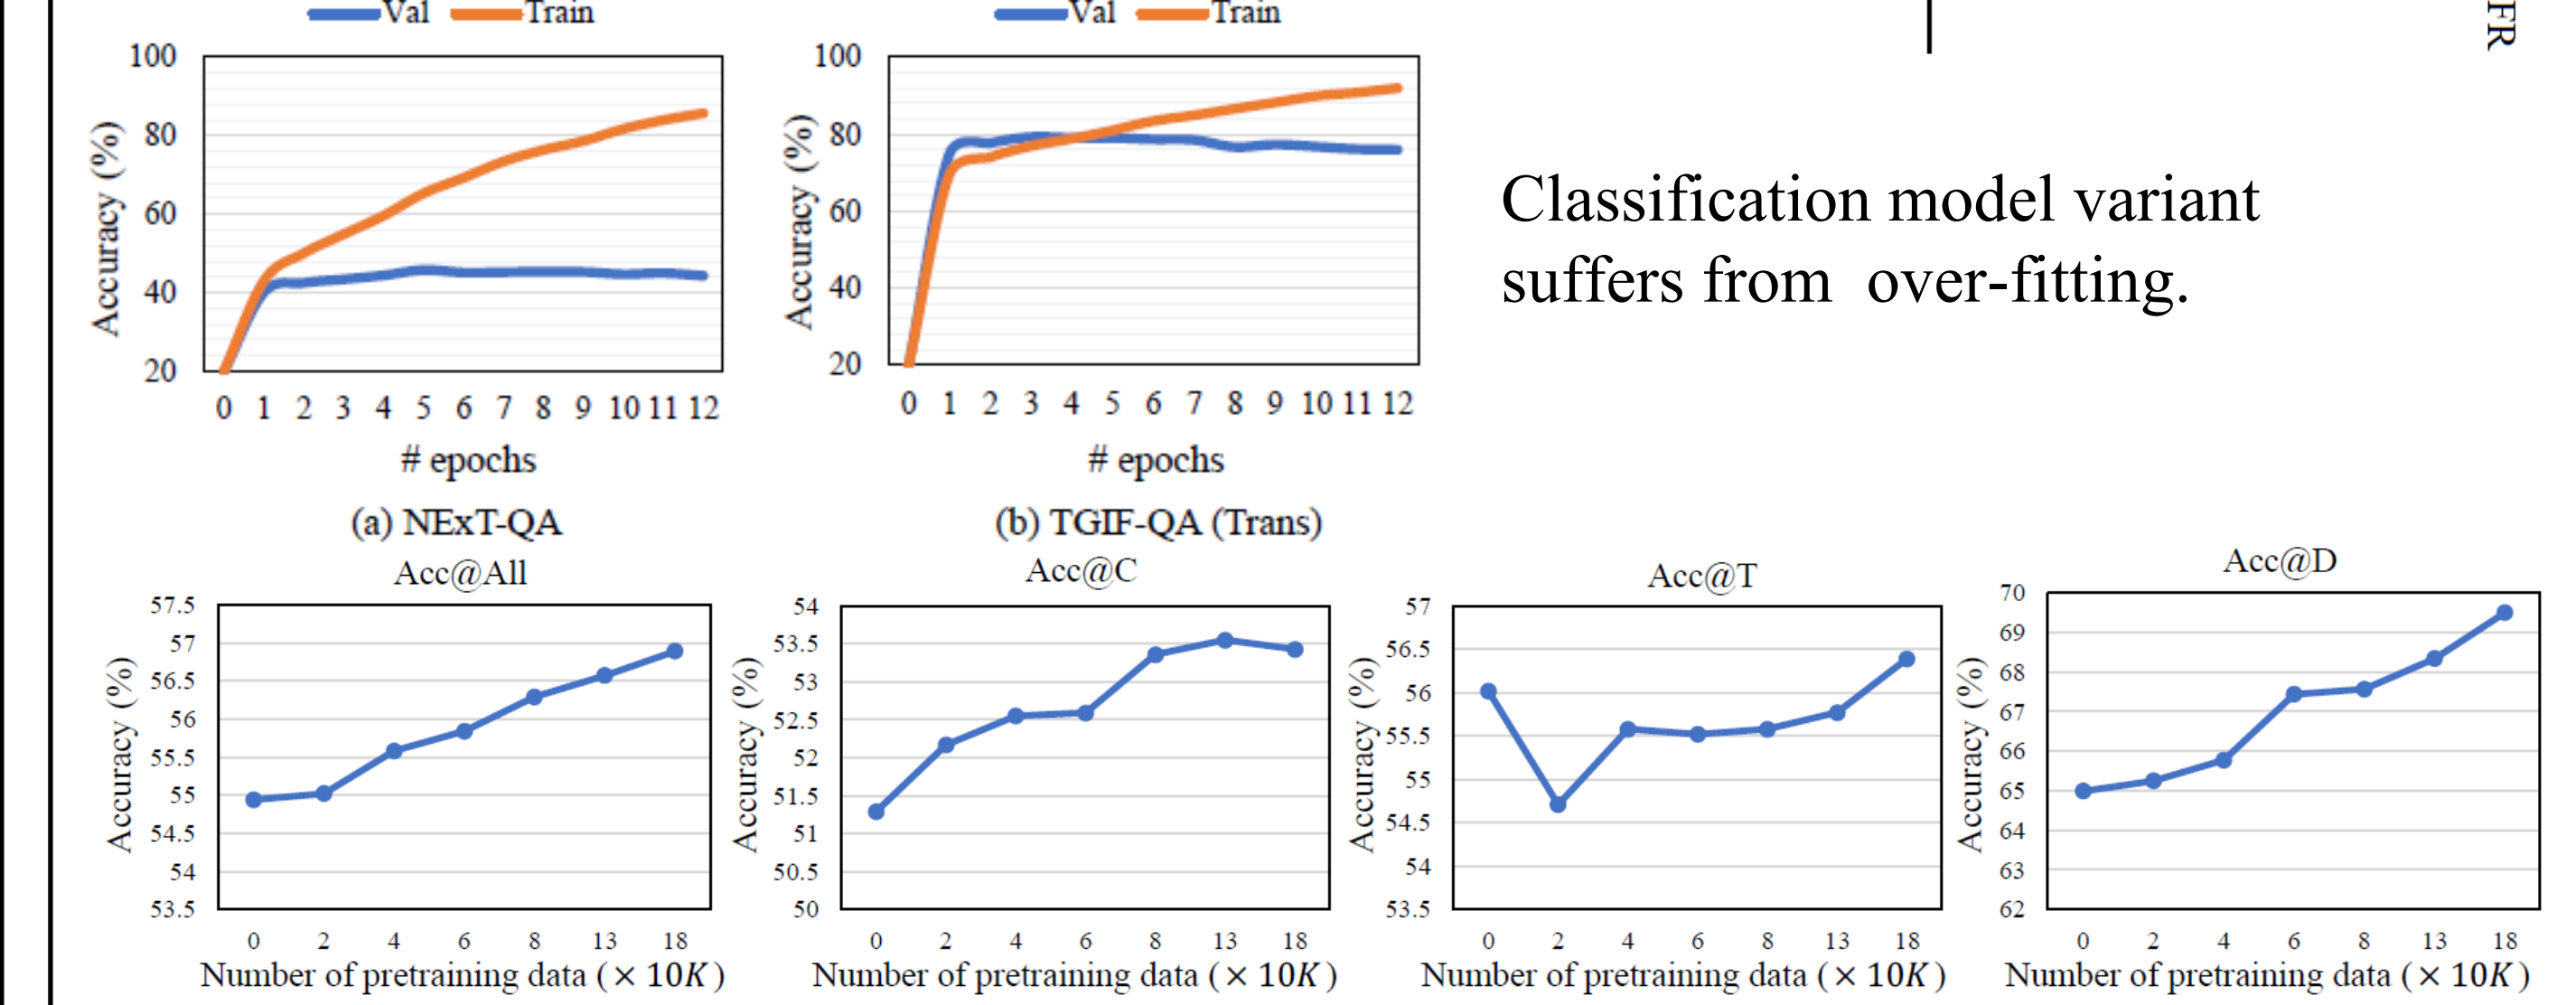 Val Train
100
80
60
40
20
Accuracy (%)
0 1 2 3 4 5 6 7 8 9 10 11 12
# epochs
(a) NExT-QA
Val Train
100
80
60
40
20
Accuracy (%)
0 1 2 3 4 5 6 7 8 9 10 11 12
# epochs
(b) TGIF-QA (Trans)
FR
Classification model variant
suffers from over-fitting.
Acc@All
57.5
57
56.5
56
55.5
55
54.5
54
53.5
Accuracy (%)
0 2 4 6 8 13 18
Number of pretraining data (× 10K)
Acc@C
54
53.5
53
52.5
52
51.5
51
50.5
50
Accuracy (%)
0 2 4 6 8 13 18
Number of pretraining data (× 10K)
Acc@T
57
56.5
56
55.5
55
54.5
54
53.5
Accuracy (%)
0 2 4 6 8 13 18
Number of pretraining data (× 10K)
Acc@D
70
69
68
67
66
65
64
63
62
Accuracy (%)
0 2 4 6 8 13 18
Number of pretraining data (× 10K)